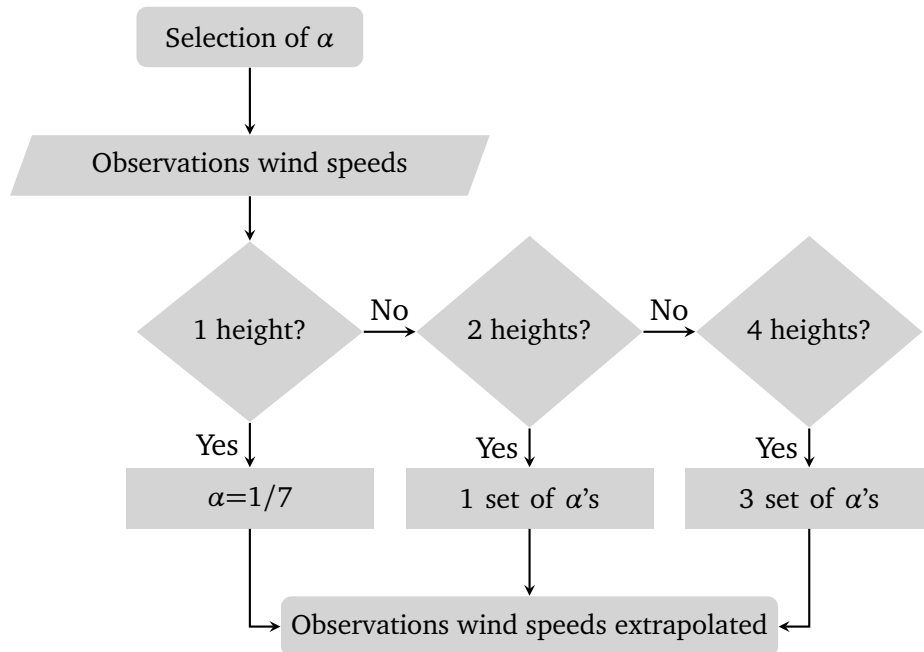 Selection of α
Observations wind speeds
1 height?
No
2 heights?
No
4 heights?
Yes
Yes
Yes
α=1/7
1 set of α's
3 set of α's
Observations wind speeds extrapolated